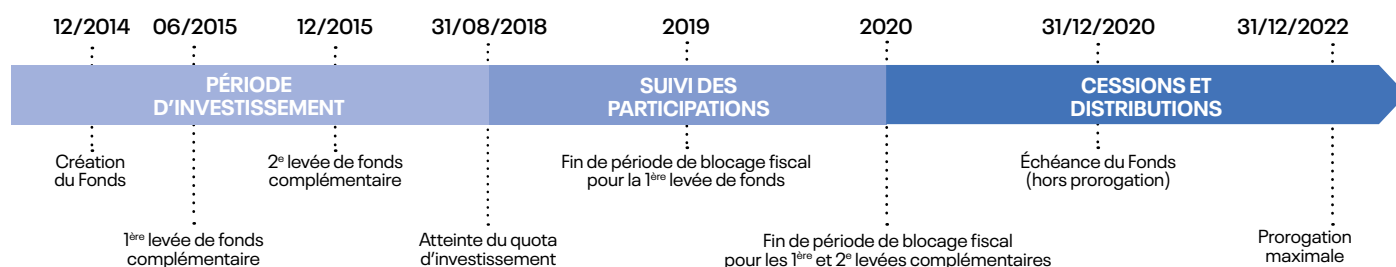 12/2014 06/2015 12/2015 31/08/2018 2019 2020 31/12/2020 31/12/2022
PÉRIODE
D'INVESTISSEMENT
SUIVI DES
PARTICIPATIONS
CESSIONS ET
DISTRIBUTIONS
Création
du Fonds
2e levée de fonds
complémentaire
Fin de période de blocage fiscal
pour la 1ère levée de fonds
Échéance du Fonds
(hors prorogation)
1ère levée de fonds
complémentaire
Atteinte du quota
d'investissement
Fin de période de blocage fiscal
pour les 1ère et 2e levées complémentaires
Prorogation
maximale